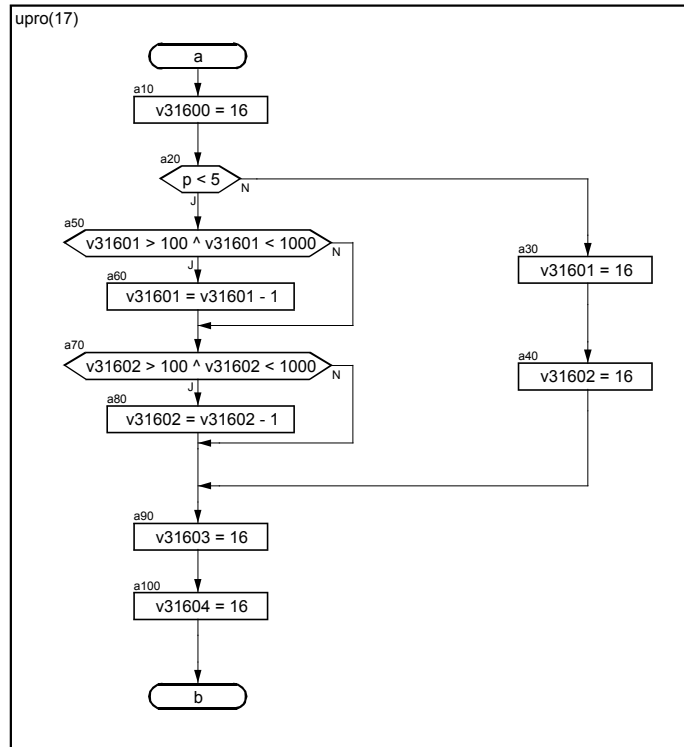 upro(17)
a
a10
v31600 = 16
a20
p < 5
N
J
a50
v31601 > 100 ^ v31601 < 1000
N
J
a60
v31601 = v31601 - 1
a30
v31601 = 16
a70
v31602 > 100 ^ v31602 < 1000
N
J
a80
v31602 = v31602 - 1
a40
v31602 = 16
a90
v31603 = 16
a100
v31604 = 16
b